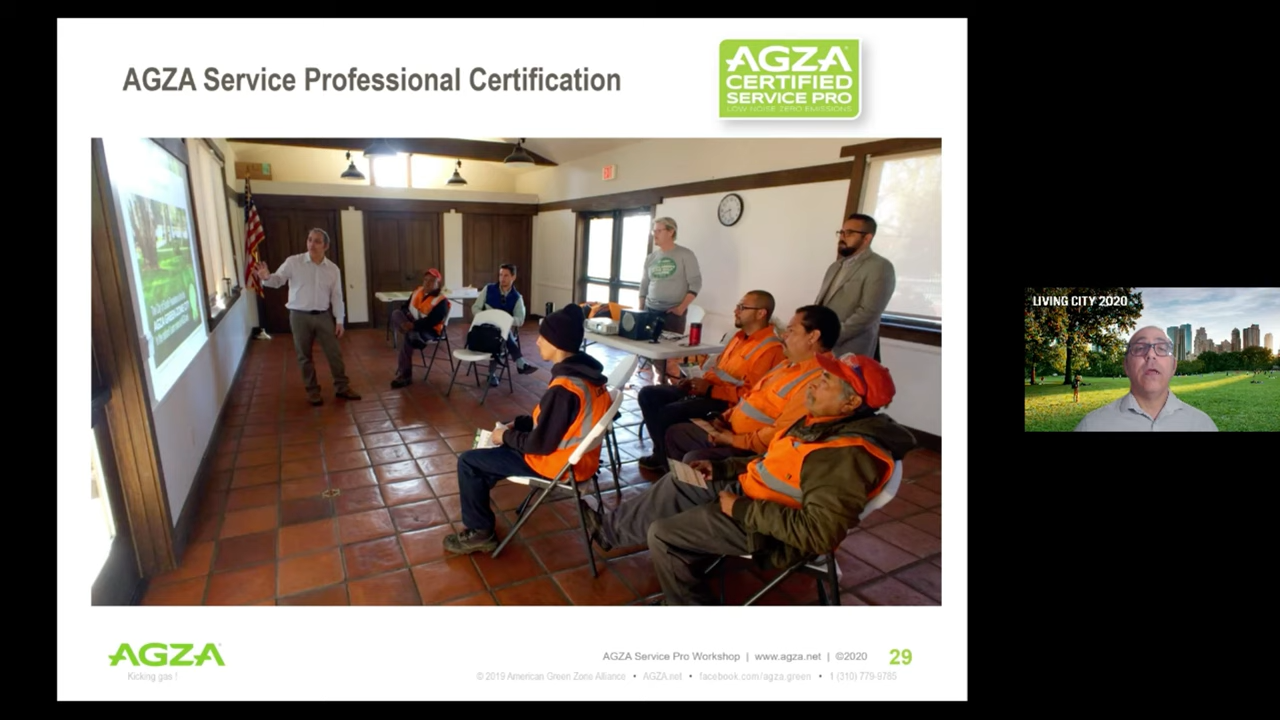 AGZA Service Professional Certification
AGZA
CERTIFIED
SERVICE PRO
LOW NOISE ZERO EMISSIONS
EXIT
LIVING CITY 2020
AGZA
Kicking gas !
AGZA Service Pro Workshop | www.agza.net | ©2020
29
© 2019 American Green Zone Alliance • AGZA.net • facebook.com/agza.green • 1 (310) 779-9785